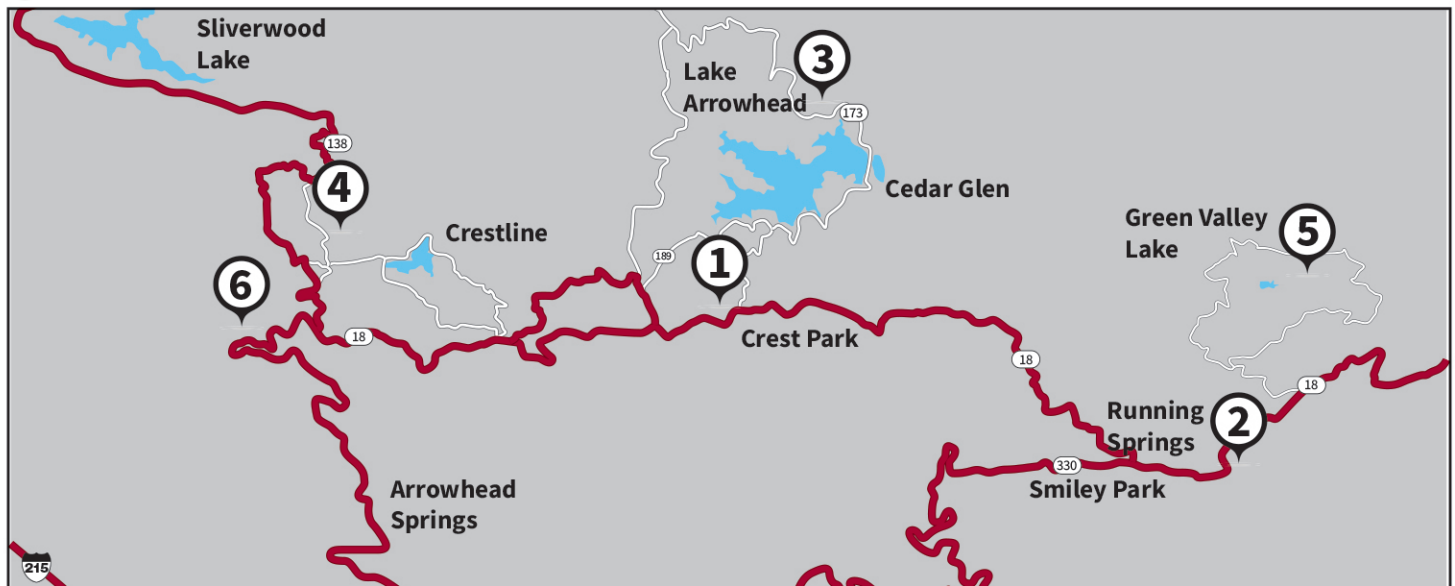 Sliverwood
Lake
Lake
Arrowhead
3
173
138
4
Cedar Glen
Crestline
Green Valley
Lake
5
189
1
6
18
Crest Park
18
18
Running
Springs
2
330
Smiley Park
Arrowhead
Springs
215